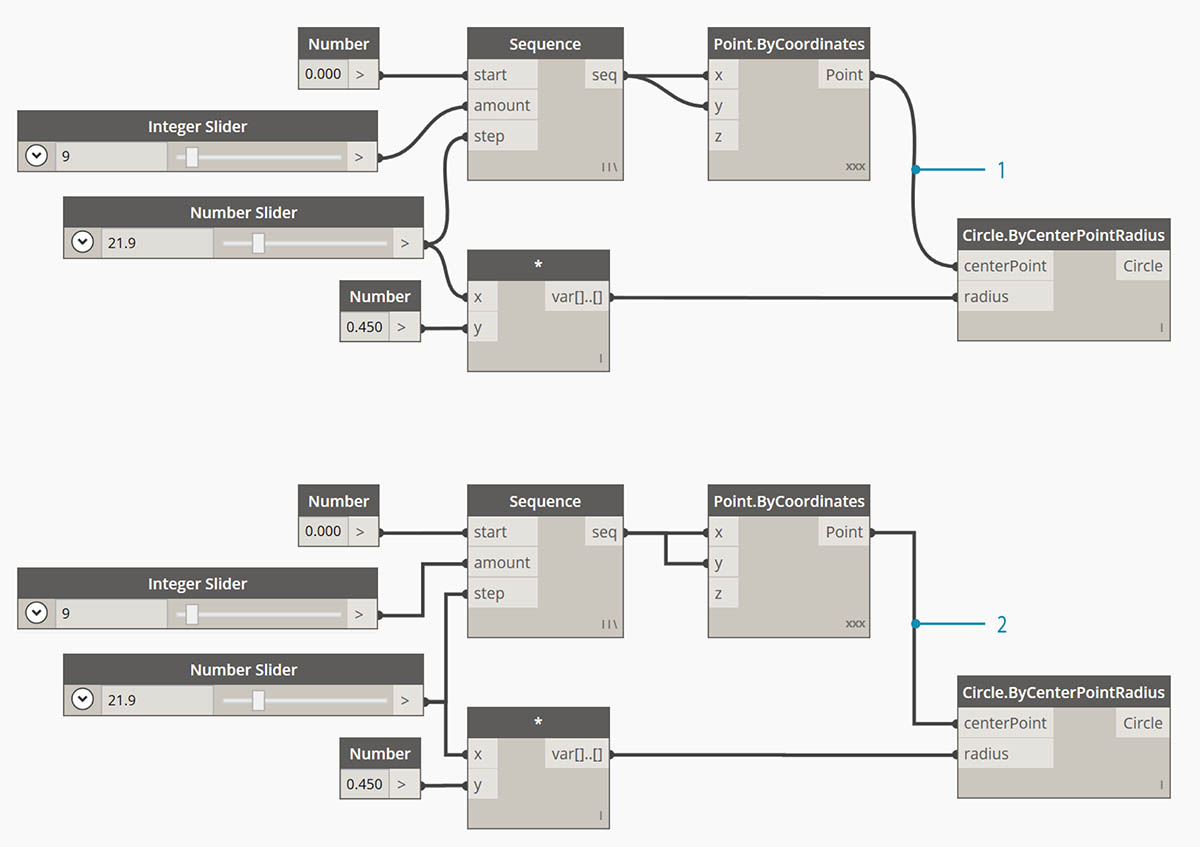 Number
0.000 >
Sequence
start seq
amount
step
I I \
Point.ByCoordinates
x Point
y
z
xxx
Integer Slider
9 >
Number Slider
21.9 >
Number
0.450 >
*
x var[]..[]
y
I
1
Circle.ByCenterPointRadius
centerPoint Circle
radius
I
Number
0.000 >
Sequence
start seq
amount
step
I I \
Point.ByCoordinates
x Point
y
z
xxx
Integer Slider
9 >
Number Slider
21.9 >
Number
0.450 >
*
x var[]..[]
y
I
2
Circle.ByCenterPointRadius
centerPoint Circle
radius
I